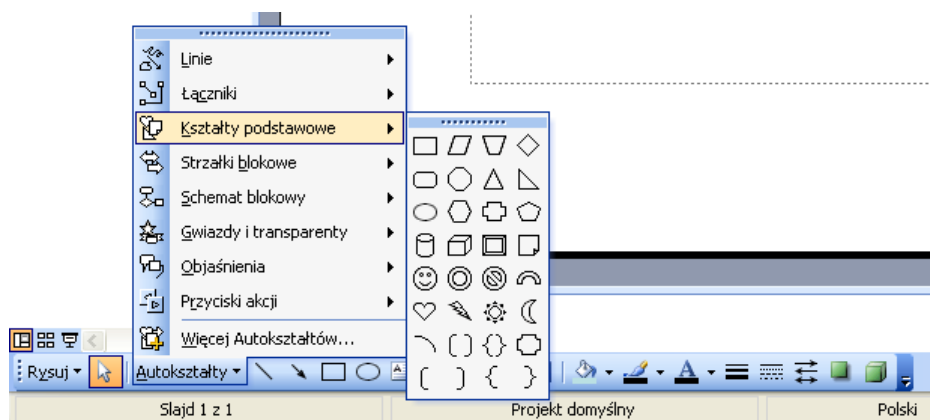 Linie
Łączniki
Kształty podstawowe
Strzałki blokowe
Schemat blokowy
Gwiazdy i transparenty
Objaśnienia
Przyciski akcji
Więcej Autokształtów...
Rysuj Autokształty A
Slajd 1 z 1 Projekt domyślny Polski